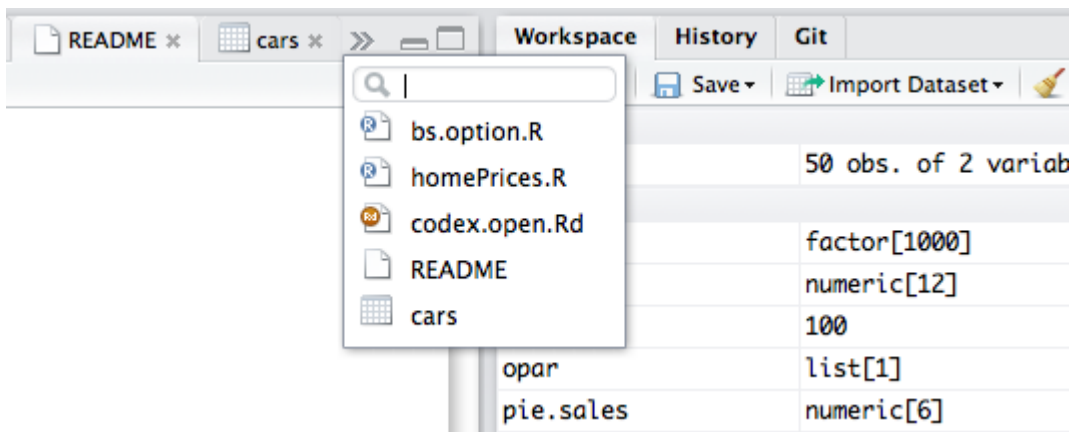 README × cars ×
Workspace History Git
Save Import Dataset
bs.option.R
homePrices.R
codex.open.Rd
README
cars
50 obs. of 2 variab
factor[1000]
numeric[12]
100
opar list[1]
pie.sales numeric[6]